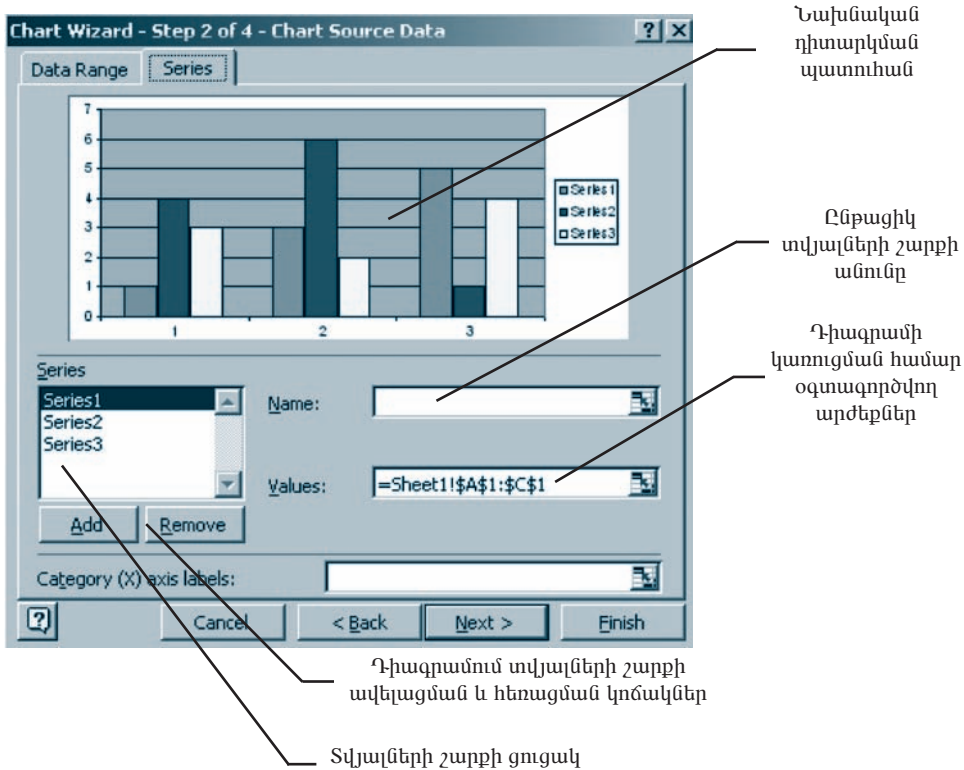 Chart Wizard - Step 2 of 4 - Chart Source Data ? ×
Data Range Series
7
6
5
4
3
2
1
0
1 2 3
Series1
Series2
Series3
Series
Series1
Series2
Series3
Name:
Values: =Sheet1!$A$1:$C$1
Add Remove
Category (X) axis labels:
? Cancel < Back Next > Finish
Նախնական
դիտարկման
պատուհան
Ընթացիկ
տվյալների շարքի
անունը
Դիագրամի
կառուցման համար
օգտագործվող
արժեքներ
Դիագրամում տվյալների շարքի
ավելացման և հեռացման կոճակներ
Տվյալների շարքի ցուցակ